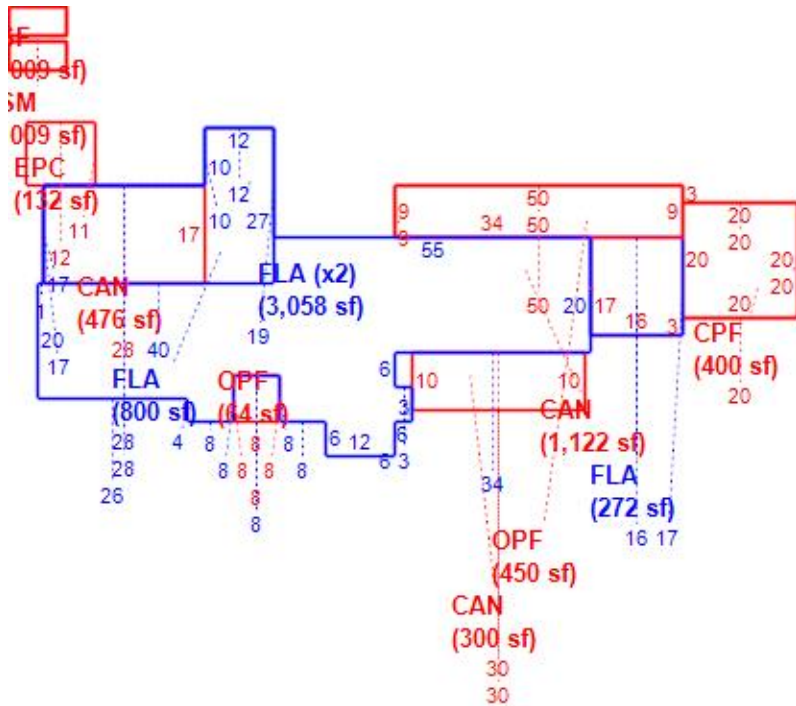 SF
009 sf)
SM
009 sf)
EPC
(132 sf)
11
12
17
12
10
12
10
27
17
CAN
(476 sf)
1
20
17
28
40
FLA
(800 sf)
FLA (x2)
(3,058 sf)
19
55
OPF
(64 sf)
4
8
8
8
8
8
8
8
8
8
8
8
28
28
26
6
12
6
6
3
3
6
10
10
34
9
3
50
50
34
9
3
50
20
17
16
3
20
20
20
20
20
20
20
CPF
(400 sf)
20
CAN
(1,122 sf)
FLA
(272 sf)
16
17
OPF
(450 sf)
CAN
(300 sf)
30
30